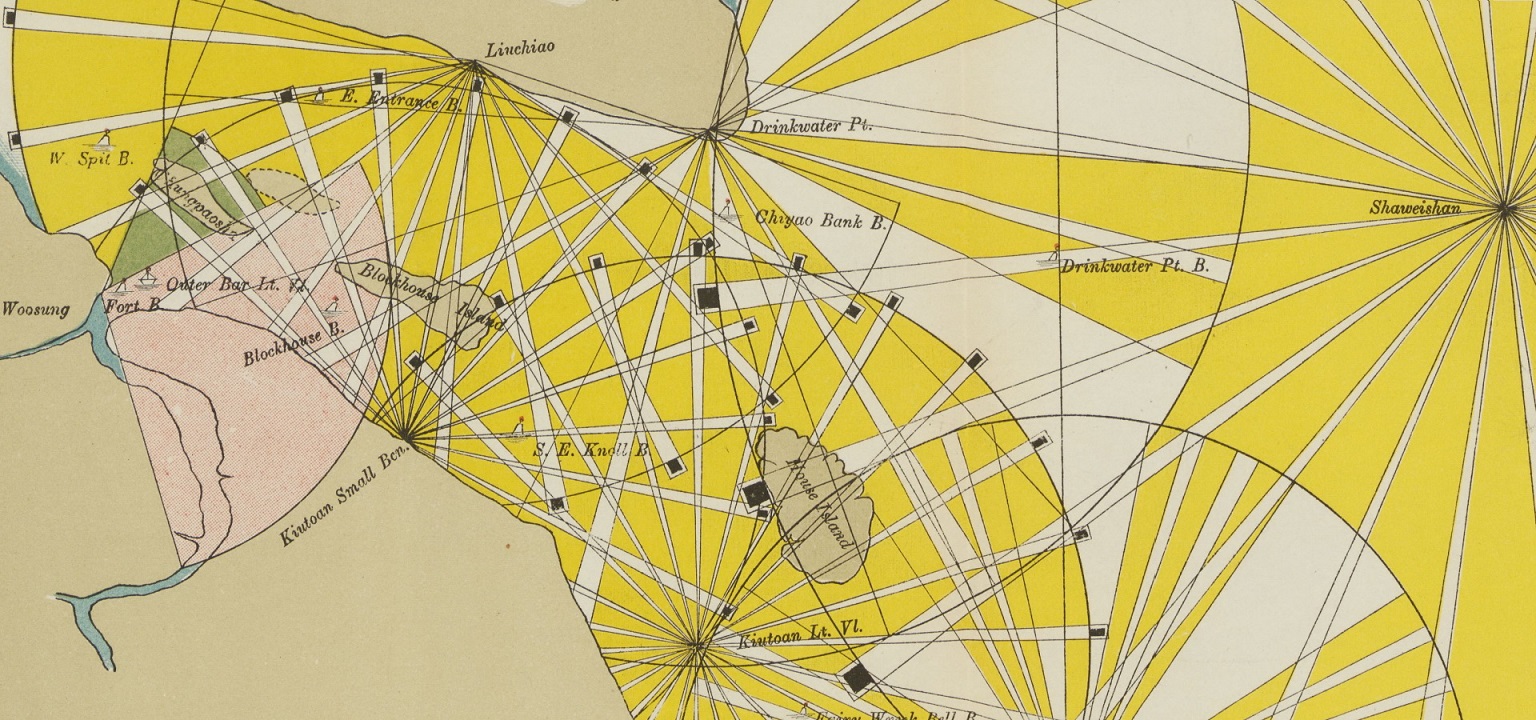 Linchiao
E. Entrance B.
Drinkwater Pt.
W. Spit B.
Shaweishan
Chiyao Bank B.
Drinkwater Pt. B.
Outer Bar Lt. Vl.
Blockhouse Island
Woosung
Fort B.
Blockhouse B.
S. E. Knoll B.
House Island
Kiutoan Small Bcn.
Kiutoan Lt. Vl.